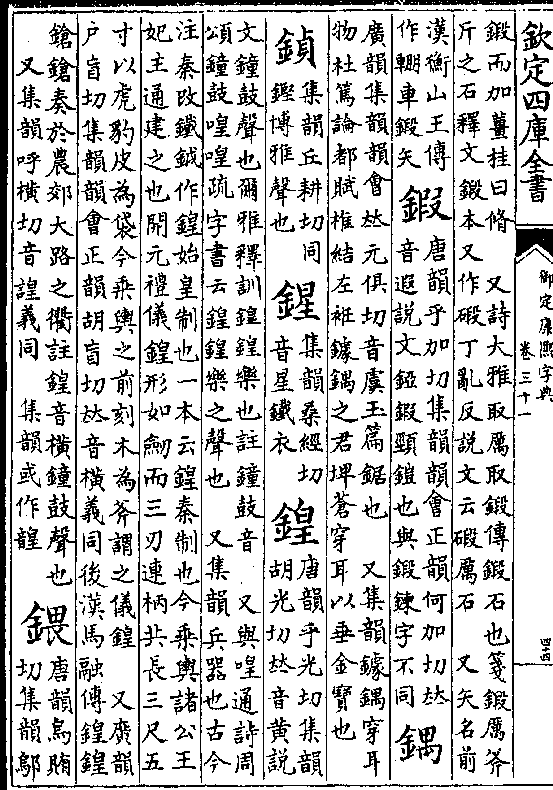 欽定四庫全書
御定康熙字典
卷三十一
四十四
鍛而加薑桂曰脩 又詩大雅取厲取鍛傳鍛石也箋鍛厲斧
斤之石釋文鍛本又作碫丁亂反説文云碫厲石 又矢名前
漢衡山王傳
作輣車鍛矢
鍜
唐韻乎加切集韻韻會正韻何加切𠀤
音遐説文錏鍜頸鎧也與鍛鍊字不同
鍝
廣韻集韻韻會𠀤元俱切音虞玉篇鋸也 又集韻鐻鍝穿耳
物杜篤論都賦椎結左衽鐻鍝之君埤蒼穿耳以垂金寶也
鍞
集韻丘耕切同
鏗博雅聲也
鍟
集韻桑經切
音星鐵衣
鍠
唐韻乎光切集韻
胡光切𠀤音黄説
文鐘鼓聲也爾雅釋訓鍠鍠樂也註鐘鼓音 又與喤通詩周
頌鐘鼓喤喤疏字書云鍠鍠樂之聲也 又集韻兵器也古今
注秦改鐵鉞作鍠始皇制也一本云鍠秦制也今乘輿諸公王
妃主通建之也開元禮儀鍠形如劒而三刃連柄共長三尺五
寸以虎豹皮為袋今乘輿之前刻木為斧謂之儀鍠 又廣韻
户盲切集韻韻會正韻胡盲切𠀤音横義同後漢馬融傳鍠鍠
鎗鎗奏於農郊大路之衢註鍠音横鐘鼓聲也
又集韻呼横切音諻義同 集韻或作韹
鍡
唐韻烏賄
切集韻鄔